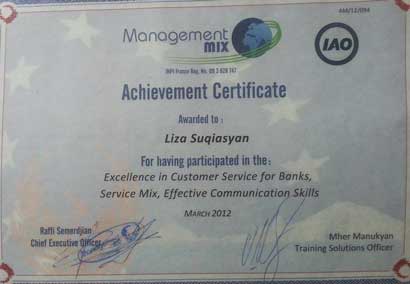 444/12/094
Management
MIX
INPI France Reg. No. 09 3 628 747
IAO
Achievement Certificate
Awarded to :
Liza Suqiasyan
For having participated in the :
Excellence in Customer Service for Banks,
Service Mix, Effective Communication Skills
MARCH 2012
Raffi Semerdjian
Chief Executive Officer
Mher Manukyan
Training Solutions Officer